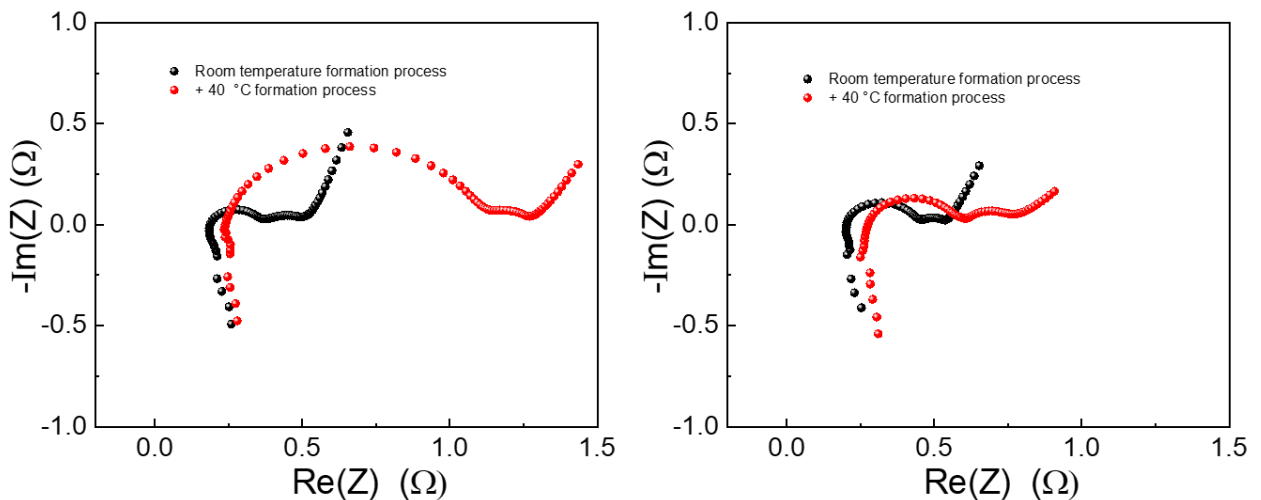 1.0
Room temperature formation process
+ 40 °C formation process
0.5
0.0
-0.5
-1.0
-Im(Z) (Ω)
0.0 0.5 1.0 1.5
Re(Z) (Ω)
1.0
Room temperature formation process
+ 40 °C formation process
0.5
0.0
-0.5
-1.0
-Im(Z) (Ω)
0.0 0.5 1.0 1.5
Re(Z) (Ω)